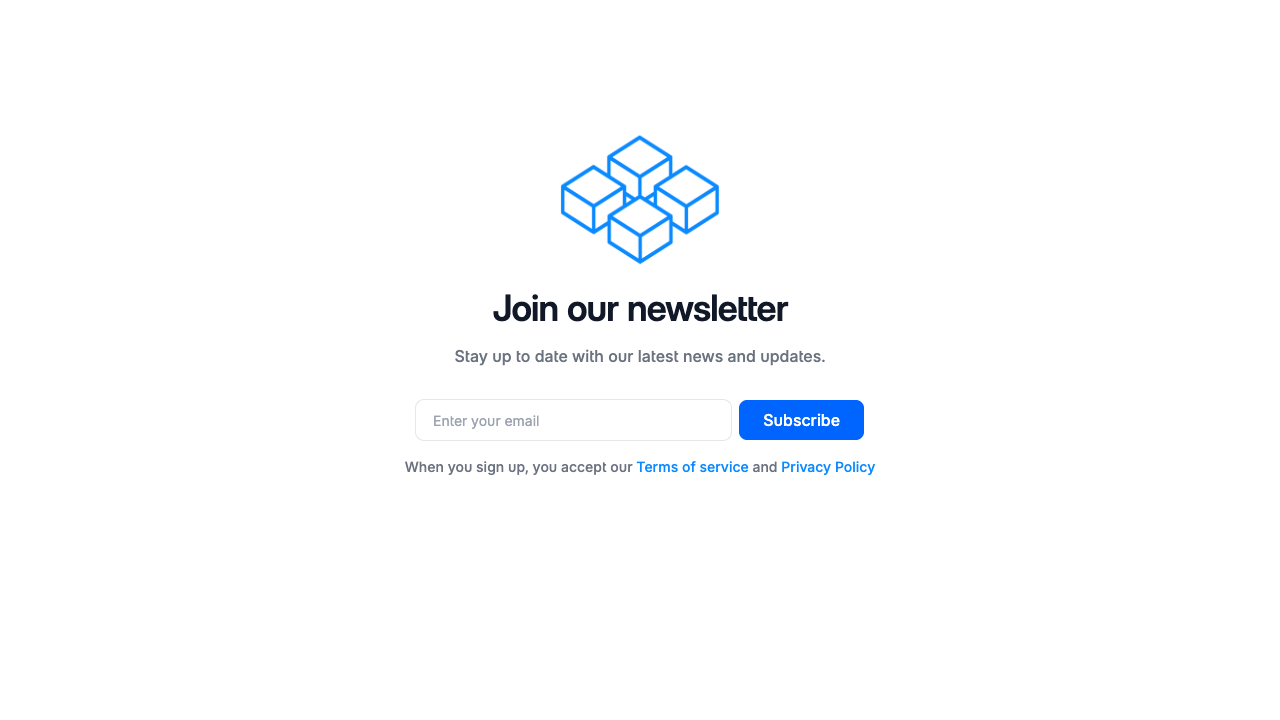 Join our newsletter
Stay up to date with our latest news and updates.
Enter your email
Subscribe
When you sign up, you accept our Terms of service and Privacy Policy